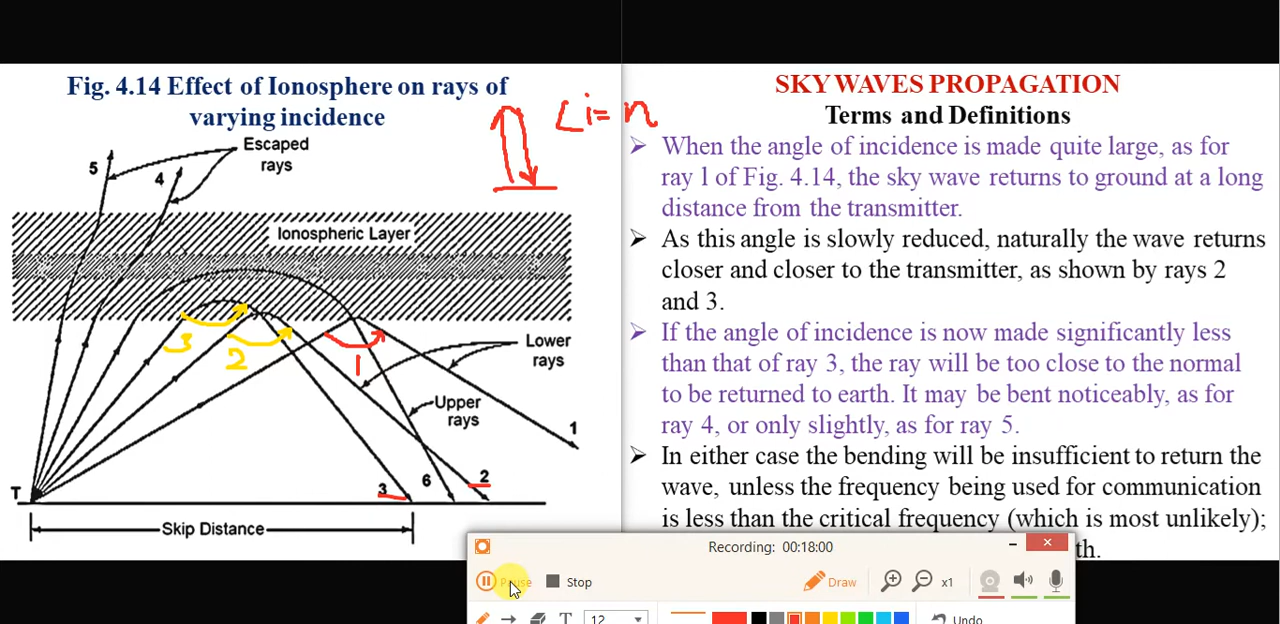 Fig. 4.14 Effect of Ionosphere on rays of
varying incidence
Escaped
rays
5
4
Ionospheric Layer
3
2
1
Lower
rays
Upper
rays
1
T
3
6
2
Skip Distance
∠i= n
SKY WAVES PROPAGATION
Terms and Definitions
➢ When the angle of incidence is made quite large, as for
ray 1 of Fig. 4.14, the sky wave returns to ground at a long
distance from the transmitter.
➢ As this angle is slowly reduced, naturally the wave returns
closer and closer to the transmitter, as shown by rays 2
and 3.
➢ If the angle of incidence is now made significantly less
than that of ray 3, the ray will be too close to the normal
to be returned to earth. It may be bent noticeably, as for
ray 4, or only slightly, as for ray 5.
➢ In either case the bending will be insufficient to return the
wave, unless the frequency being used for communication
is less than the critical frequency (which is most unlikely);
th.
Recording: 00:18:00
Pause
Stop
Draw
x1
T
12
Undo